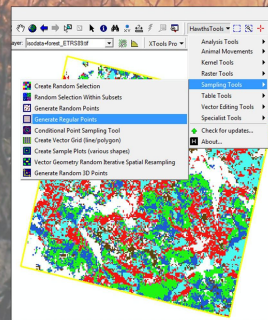 HawthsTools
ayer: isodata+forest_ETRS89.tif
XTools Pro
Analysis Tools
Animal Movements
Kernel Tools
Raster Tools
Sampling Tools
Table Tools
Vector Editing Tools
Specialist Tools
Check for updates...
About...
Create Random Selection
Random Selection Within Subsets
Generate Random Points
Generate Regular Points
Conditional Point Sampling Tool
Create Vector Grid (line/polygon)
Create Sample Plots (various shapes)
Vector Geometry Random Iterative Spatial Resampling
Generate Random 3D Points